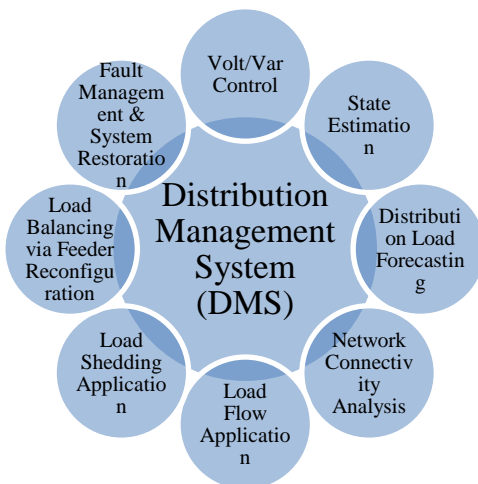 Volt/Var
Control
State
Estimatio
n
Distributi
on Load
Forecastin
g
Network
Connectiv
ity
Analysis
Load
Flow
Applicatio
n
Load
Shedding
Applicatio
n
Load
Balancing
via Feeder
Reconfigu
ration
Fault
Managem
ent &
System
Restoratio
n
Distribution
Management
System
(DMS)